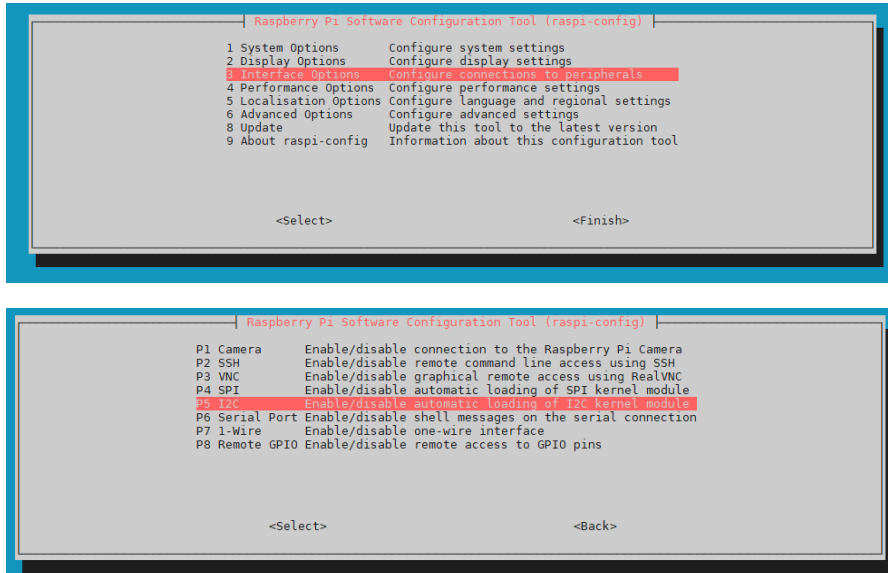 Raspberry Pi Software Configuration Tool (raspi-config)
1 System Options Configure system settings
2 Display Options Configure display settings
3 Interface Options Configure connections to peripherals
4 Performance Options Configure performance settings
5 Localisation Options Configure language and regional settings
6 Advanced Options Configure advanced settings
8 Update Update this tool to the latest version
9 About raspi-config Information about this configuration tool
<Select> <Finish>
Raspberry Pi Software Configuration Tool (raspi-config)
P1 Camera Enable/disable connection to the Raspberry Pi Camera
P2 SSH Enable/disable remote command line access using SSH
P3 VNC Enable/disable graphical remote access using RealVNC
P4 SPI Enable/disable automatic loading of SPI kernel module
P5 I2C Enable/disable automatic loading of I2C kernel module
P6 Serial Port Enable/disable shell messages on the serial connection
P7 1-Wire Enable/disable one-wire interface
P8 Remote GPIO Enable/disable remote access to GPIO pins
<Select> <Back>